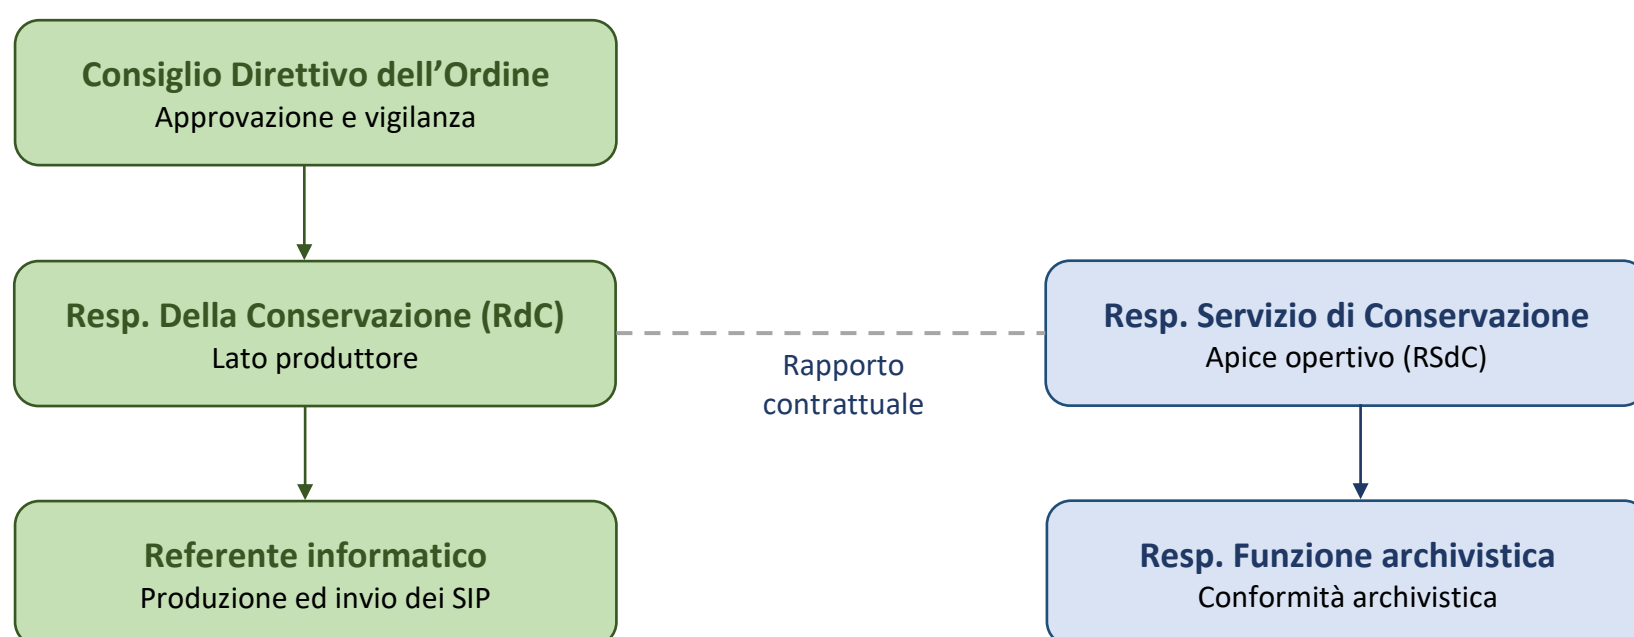 Consiglio Direttivo dell’Ordine
Approvazione e vigilanza
Resp. Della Conservazione (RdC)
Lato produttore
Rapporto
contrattuale
Resp. Servizio di Conservazione
Apice opertivo (RSdC)
Referente informatico
Produzione ed invio dei SIP
Resp. Funzione archivistica
Conformità archivistica